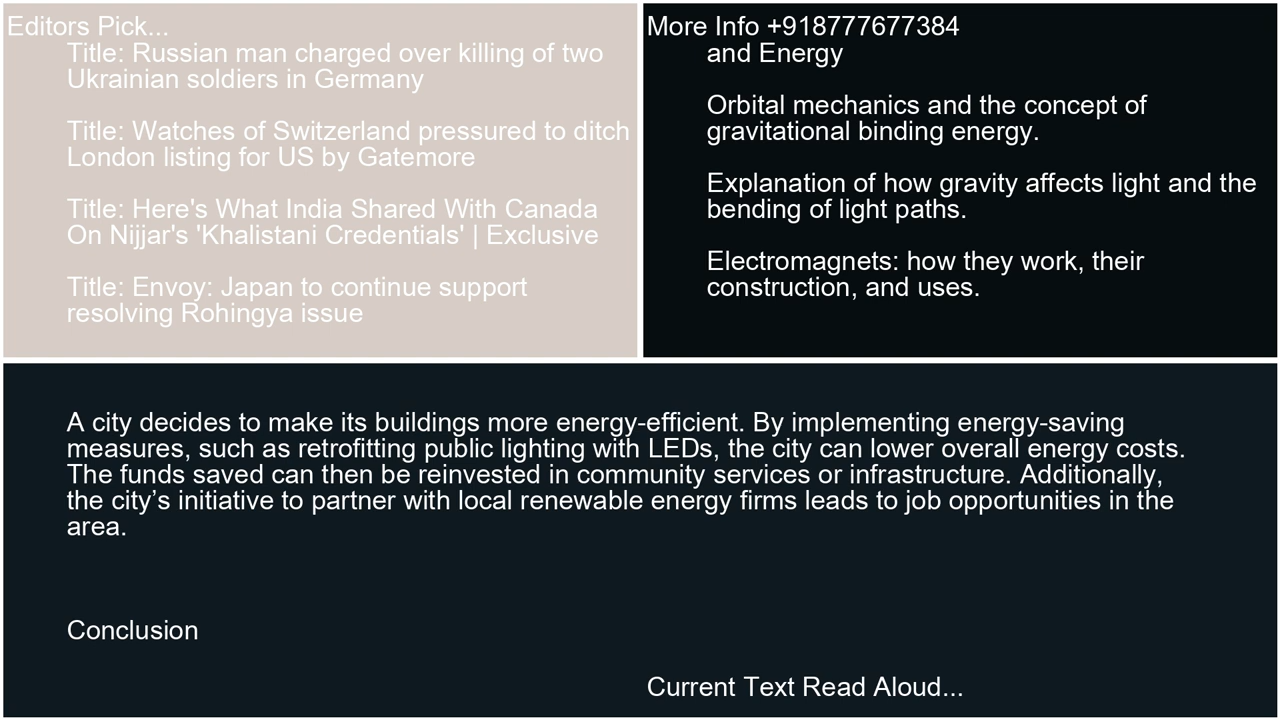 Editors Pick...
Title: Russian man charged over killing of two
Ukrainian soldiers in Germany
Title: Watches of Switzerland pressured to ditch
London listing for US by Gatemore
Title: Here's What India Shared With Canada
On Nijjar's 'Khalistani Credentials' | Exclusive
Title: Envoy: Japan to continue support
resolving Rohingya issue
More Info +918777677384
and Energy
Orbital mechanics and the concept of
gravitational binding energy.
Explanation of how gravity affects light and the
bending of light paths.
Electromagnets: how they work, their
construction, and uses.
A city decides to make its buildings more energy-efficient. By implementing energy-saving
measures, such as retrofitting public lighting with LEDs, the city can lower overall energy costs.
The funds saved can then be reinvested in community services or infrastructure. Additionally,
the city’s initiative to partner with local renewable energy firms leads to job opportunities in the
area.
Conclusion
Current Text Read Aloud...